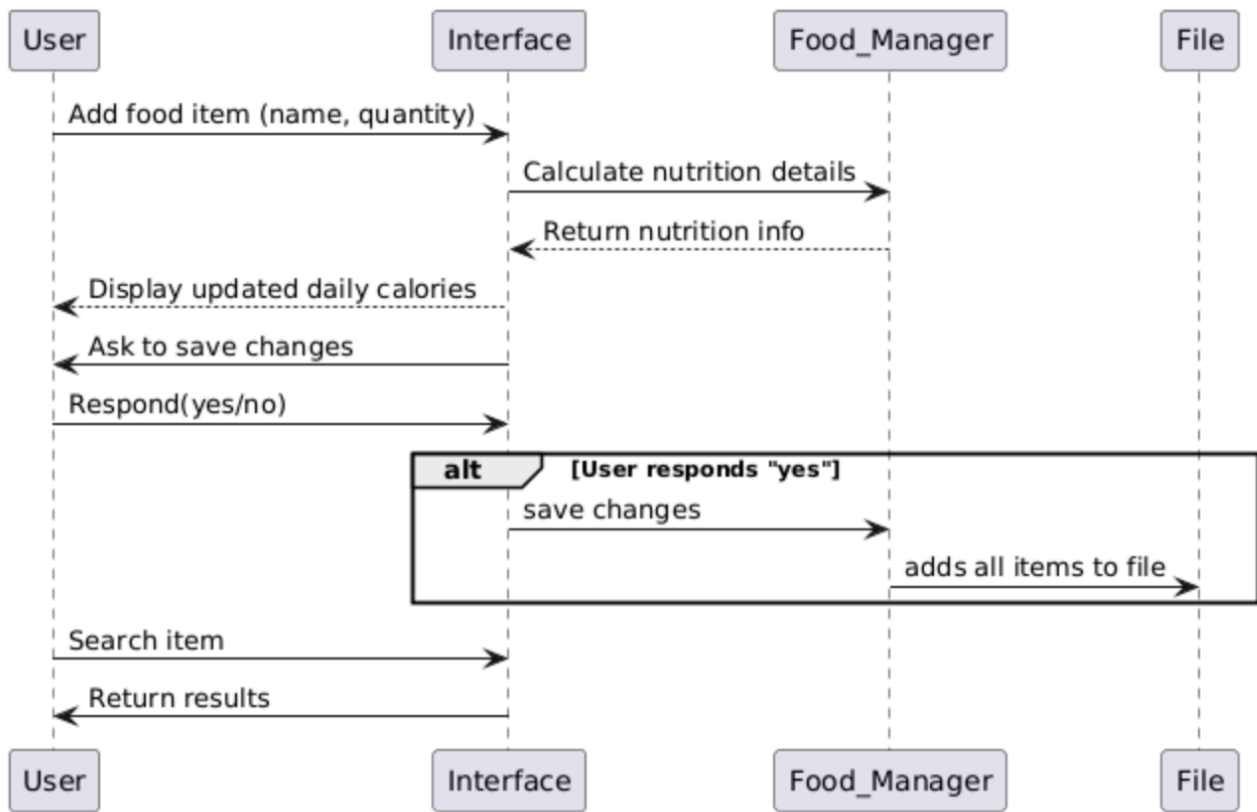 User
Interface
Food_Manager
File
Add food item (name, quantity)
Calculate nutrition details
Return nutrition info
Display updated daily calories
Ask to save changes
Respond(yes/no)
alt
[User responds "yes"]
save changes
adds all items to file
Search item
Return results
User
Interface
Food_Manager
File